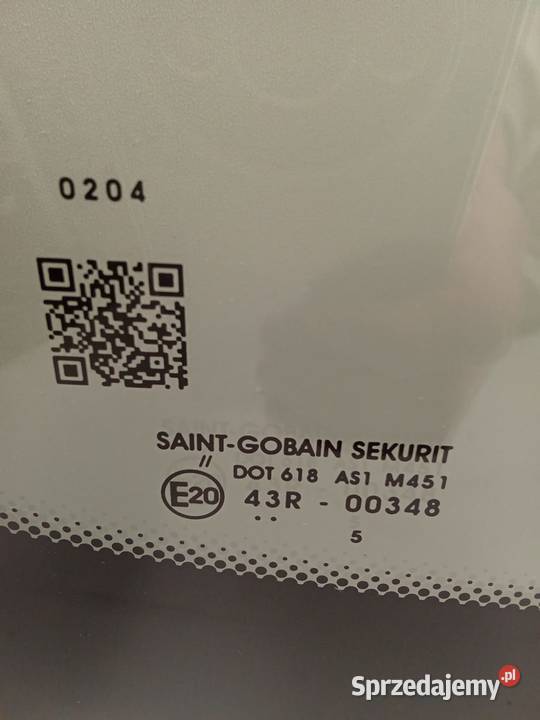 0204
SAINT-GOBAIN SEKURIT
// DOT 618 AS1 M451
E20 43R - 00348
..
5
Sprzedajemy.pl